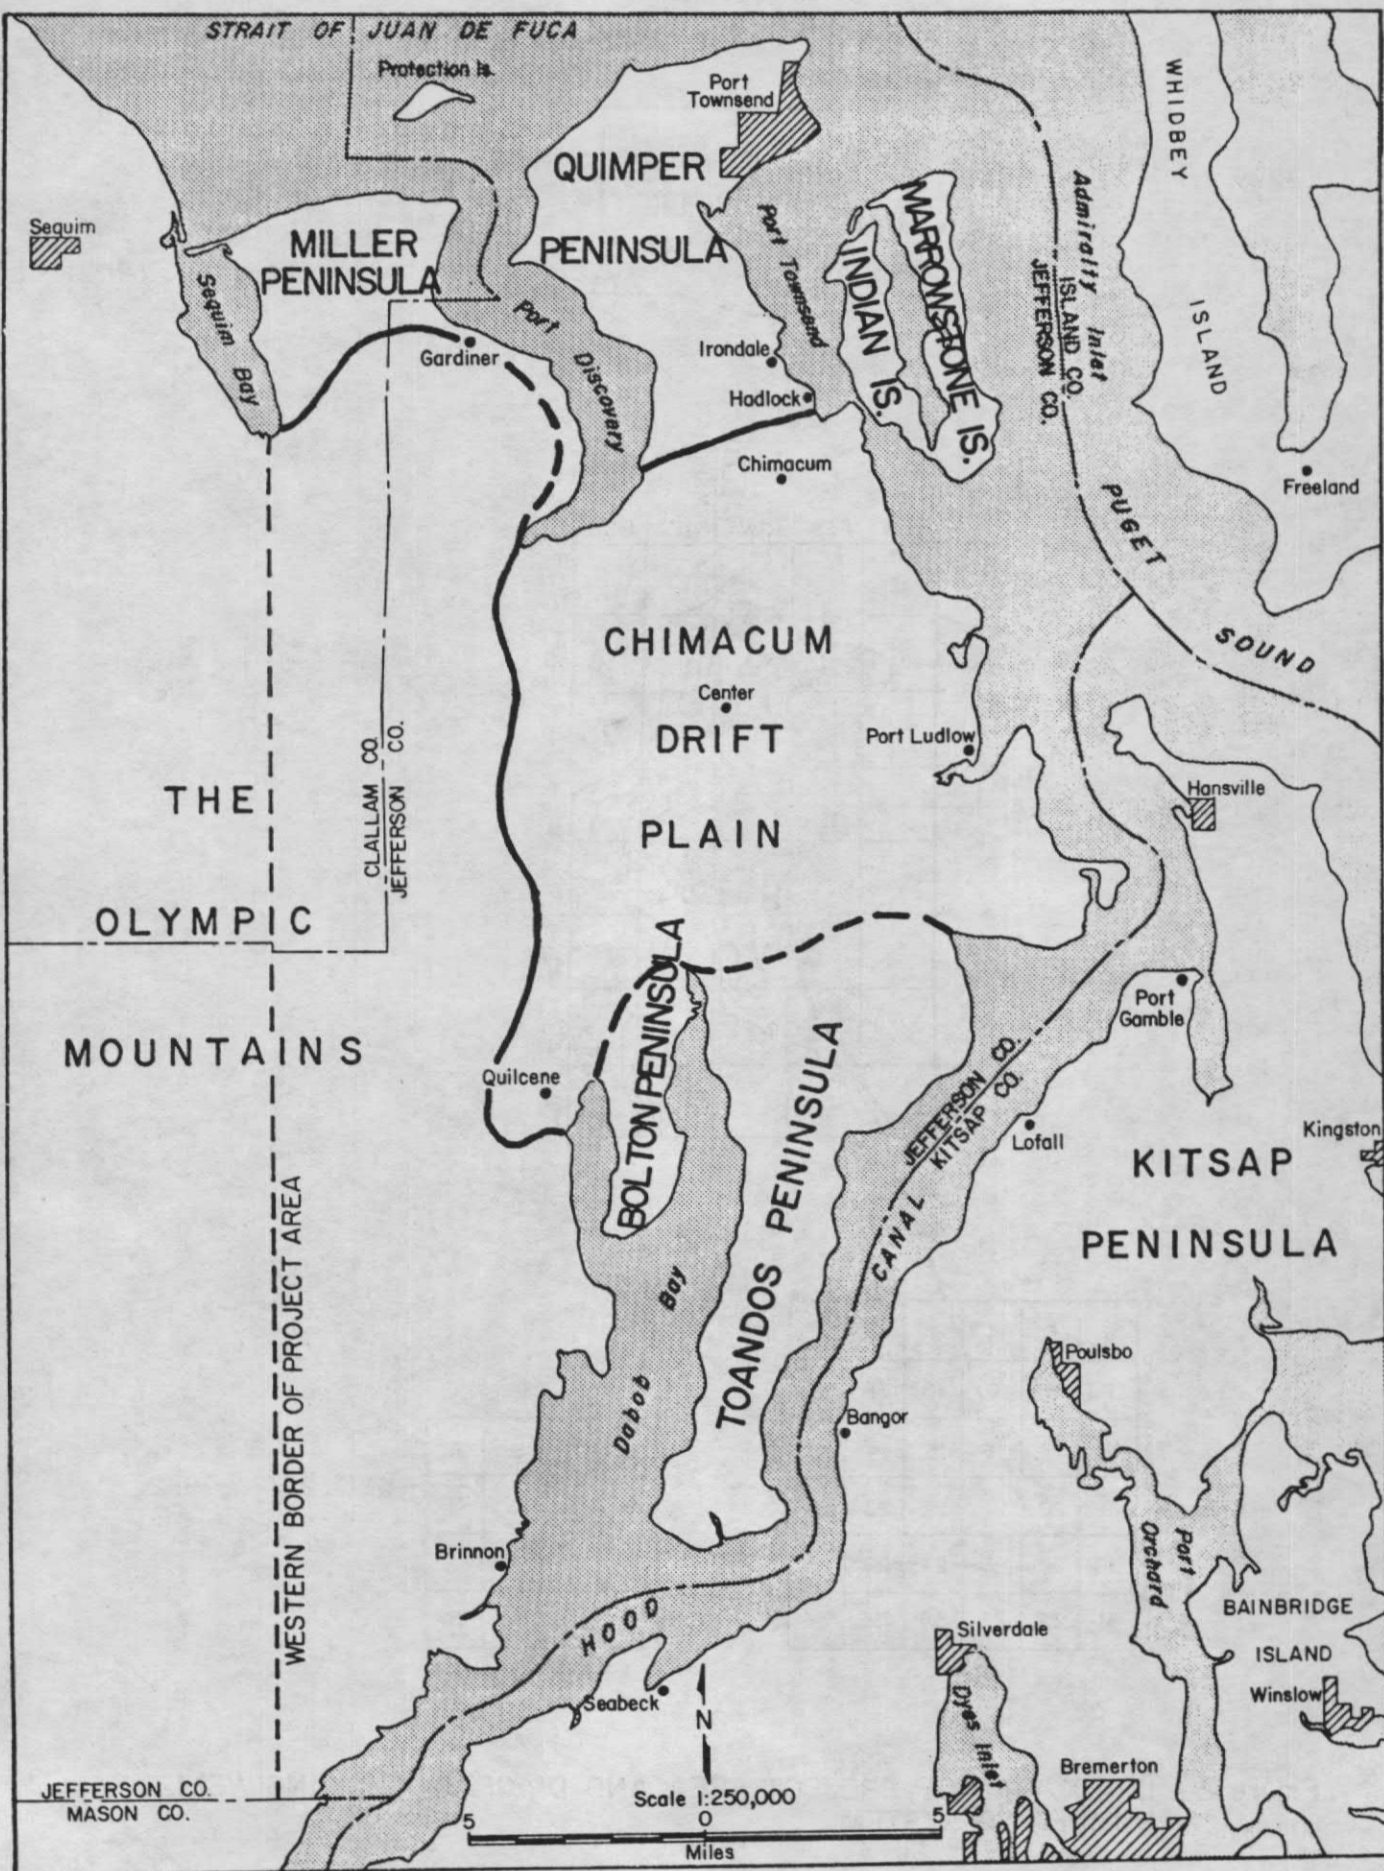 STRAIT OF JUAN DE FUCA
Protection Is.
Port
Townsend
WHIDBEY
ISLAND
QUIMPER
PENINSULA
Sequim
MILLER
PENINSULA
Sequim Bay
Port Townsend
MARROWSTONE IS.
INDIAN IS.
Admiralty Inlet
ISLAND CO.
JEFFERSON CO.
Port Discovery
Gardiner
Irondale
Hadlock
Chimacum
Freeland
PUGET
SOUND
CHIMACUM
Center
DRIFT
Port Ludlow
PLAIN
Hansville
CLALLAM CO.
JEFFERSON CO.
THE
OLYMPIC
MOUNTAINS
BOLTON PENINSULA
Port
Gamble
Quilcene
TOANDOS PENINSULA
JEFFERSON CO.
KITSAP CO.
Lofall
Kingston
KITSAP
PENINSULA
CANAL
WESTERN BORDER OF PROJECT AREA
Dabob Bay
Poulsbo
Bangor
Brinnon
Port
Orchard
HOOD
BAINBRIDGE
ISLAND
Silverdale
Winslow
Seabeck
Dyes Inlet
N
Bremerton
JEFFERSON CO.
MASON CO.
Scale 1:250,000
5 0 5
Miles